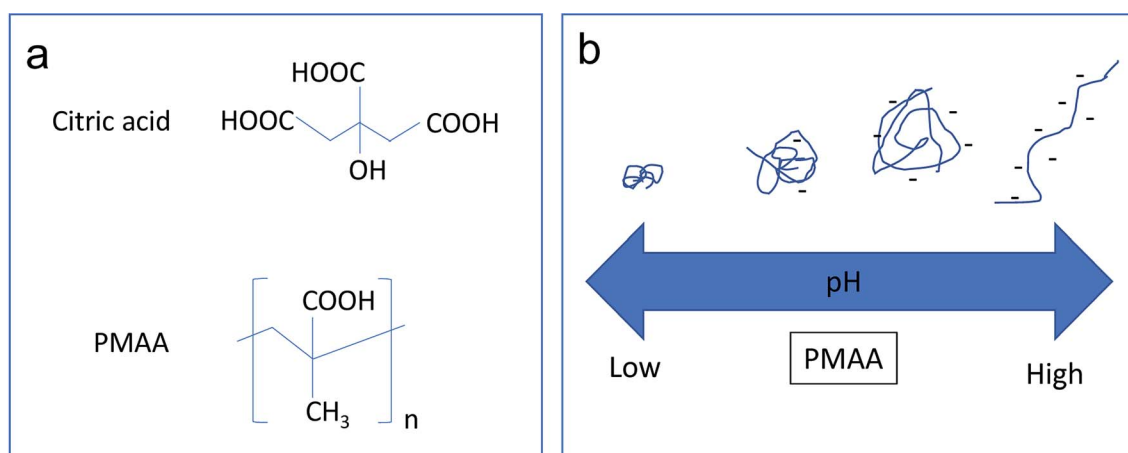 a
HOOC
Citric acid
HOOC
COOH
OH
COOH
PMAA
CH₃
n
b
- - - - - - - - - - - - - -
pH
Low
PMAA
High